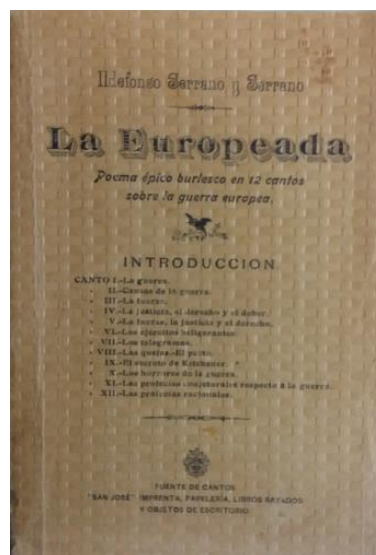 Ildefonso Serrano y Serrano
La Europeada
Poema épico burlesco en 12 cantos
sobre la guerra europea.
INTRODUCCION
CANTO I.-La guerra.
» II.-Causas de la guerra.
» III.-La fuerza.
» IV.-La justicia, el derecho y el deber.
» V.-La fuerza, la justicia y el derecho.
» VI.-Los ejércitos beligerantes.
» VII.-Los telegramas.
» VIII.-Las quejas.-El pacto.
» IX.-El secreto de Kitchener.
» X.-Los horrores de la guerra.
» XI.-Las profecías conjeturales respecto á la guerra.
» XII.-Las profecías racionales.
FUENTE DE CANTOS
"SAN JOSÉ" IMPRENTA, PAPELERÍA, LIBROS RAYADOS
Y OBJETOS DE ESCRITORIO.